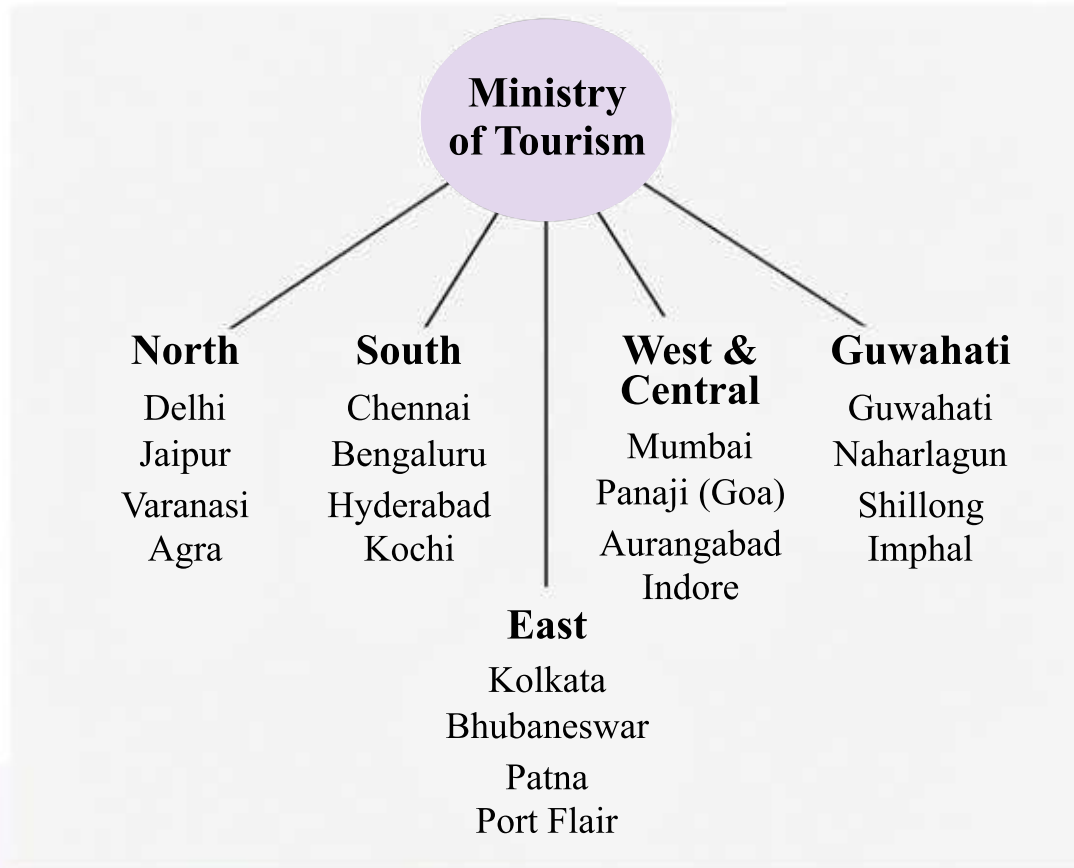 Ministry
of Tourism
North
Delhi
Jaipur
Varanasi
Agra
South
Chennai
Bengaluru
Hyderabad
Kochi
East
Kolkata
Bhubaneswar
Patna
Port Flair
West &
Central
Mumbai
Panaji (Goa)
Aurangabad
Indore
Guwahati
Guwahati
Naharlagun
Shillong
Imphal